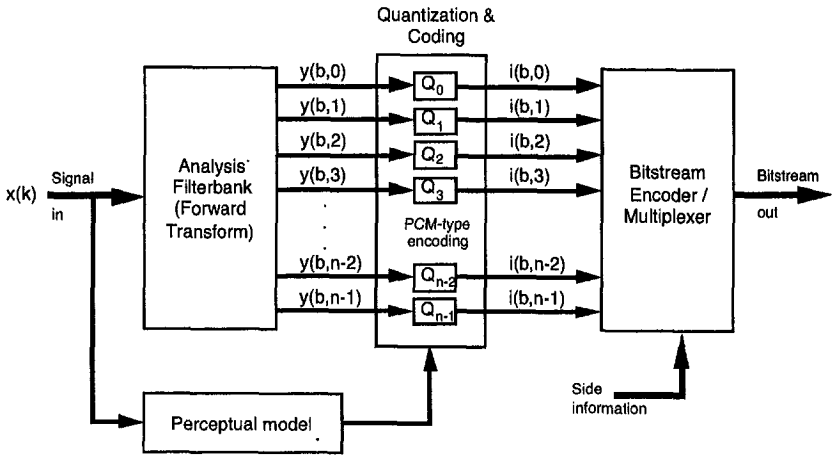 Quantization &
Coding
y(b,0)
Q0
i(b,0)
y(b,1)
Q1
i(b,1)
y(b,2)
Q2
i(b,2)
y(b,3)
Q3
i(b,3)
x(k)
Signal
in
Analysis
Filterbank
(Forward
Transform)
PCM-type
encoding
Bitstream
Encoder /
Multiplexer
Bitstream
out
y(b,n-2)
Qn-2
i(b,n-2)
y(b,n-1)
Qn-1
i(b,n-1)
Side
information
Perceptual model